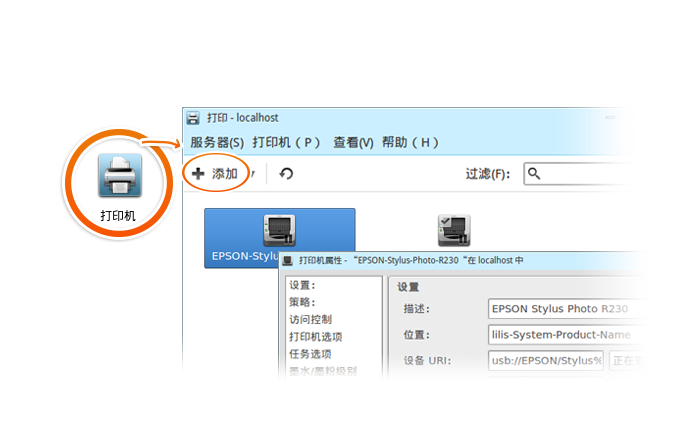 打印 - localhost
服务器(S) 打印机（P） 查看(V) 帮助（H）
添加
过滤(F):
打印机
EPSON-Stylu
打印机属性 - “EPSON-Stylus-Photo-R230 “在 localhost 中
设置:
策略:
访问控制
打印机选项
任务选项
墨水/墨粉级别
设置
描述: EPSON Stylus Photo R230
位置: lilis-System-Product-Name
设备 URI: usb://EPSON/Stylus%